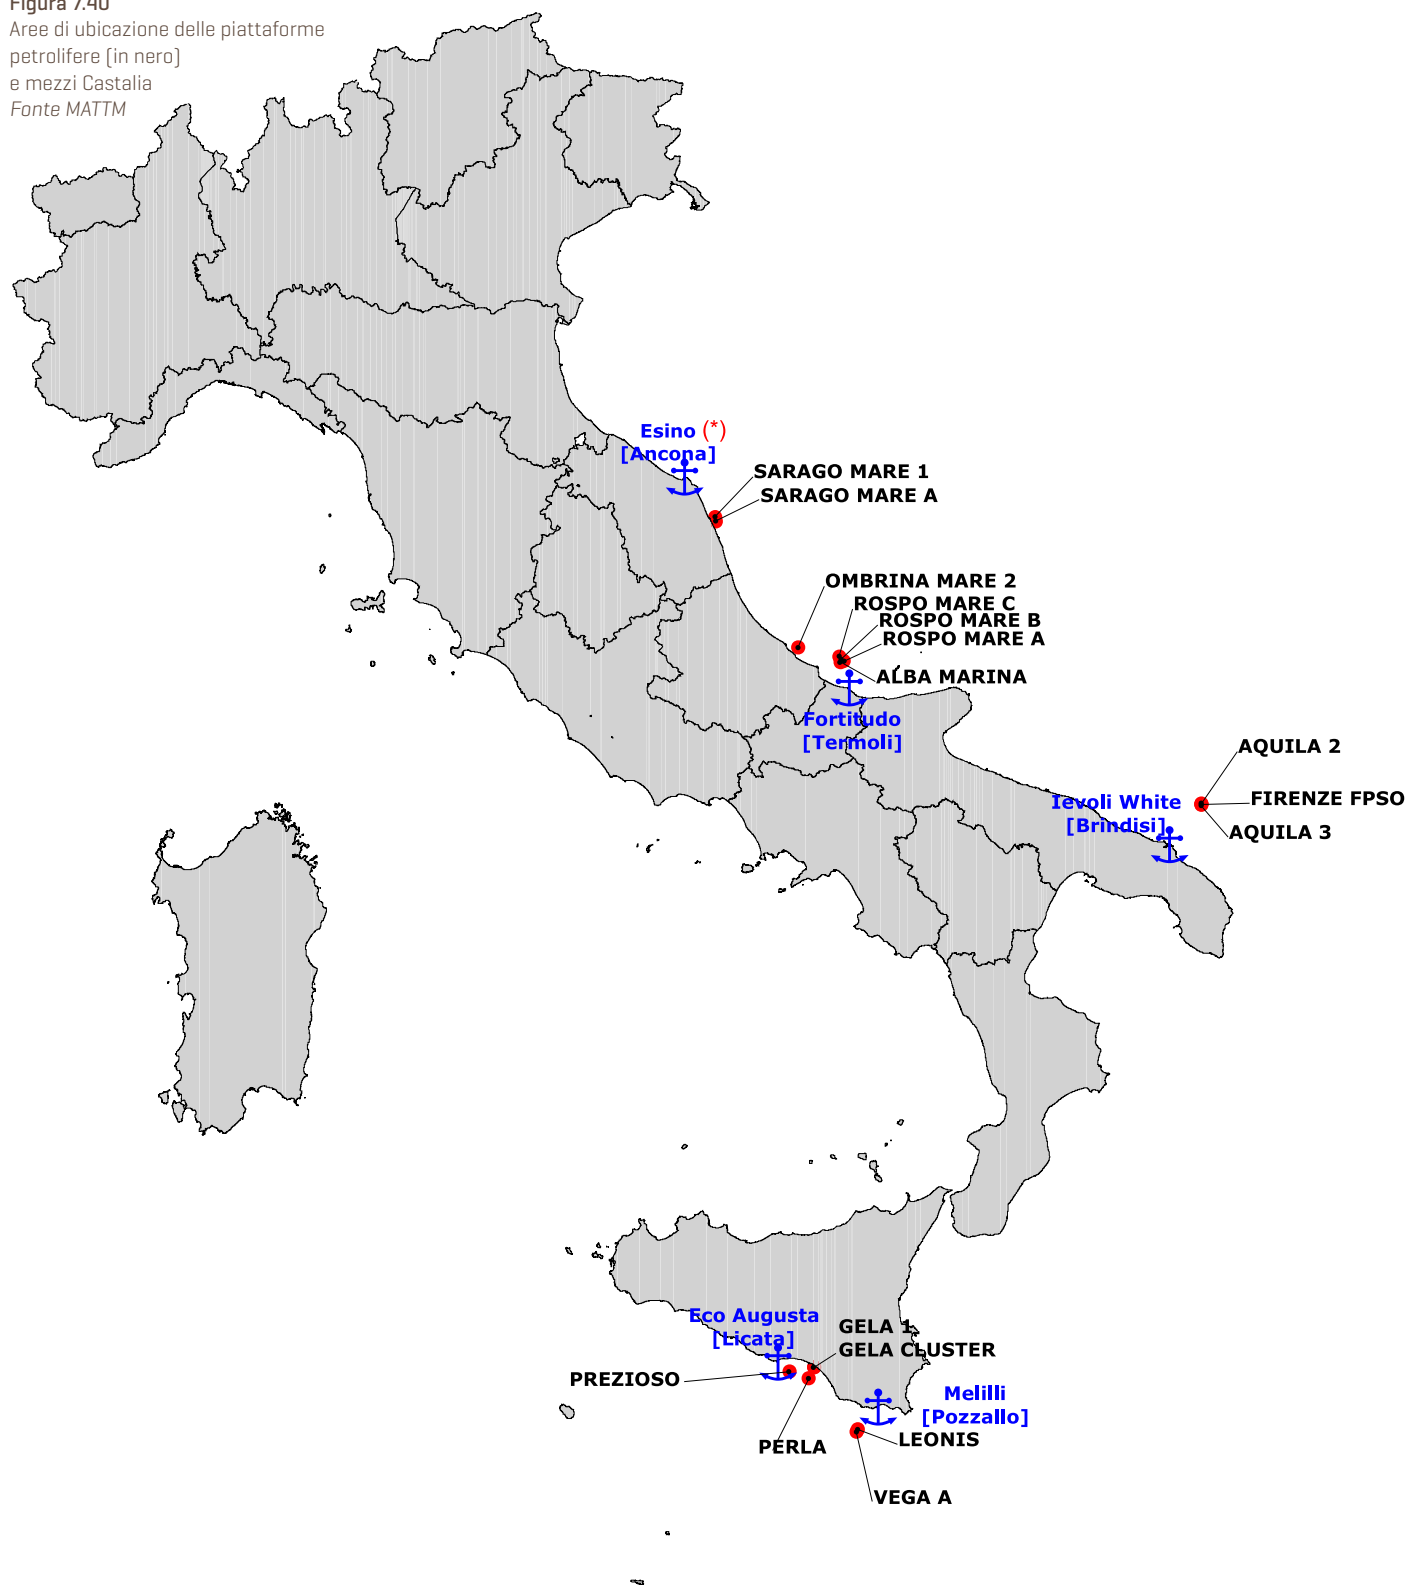 Figura 7.40
Aree di ubicazione delle piattaforme
petrolifere (in nero)
e mezzi Castalia
Fonte MATTM
Esino (*)
[Ancona]
SARAGO MARE 1
SARAGO MARE A
OMBRINA MARE 2
ROSPO MARE C
ROSPO MARE B
ROSPO MARE A
ALBA MARINA
Fortitudo
[Termoli]
AQUILA 2
FIRENZE FPSO
AQUILA 3
Ievoli White
[Brindisi]
Eco Augusta
[Licata]
GELA 1
GELA CLUSTER
PREZIOSO
PERLA
Melilli
[Pozzallo]
LEONIS
VEGA A